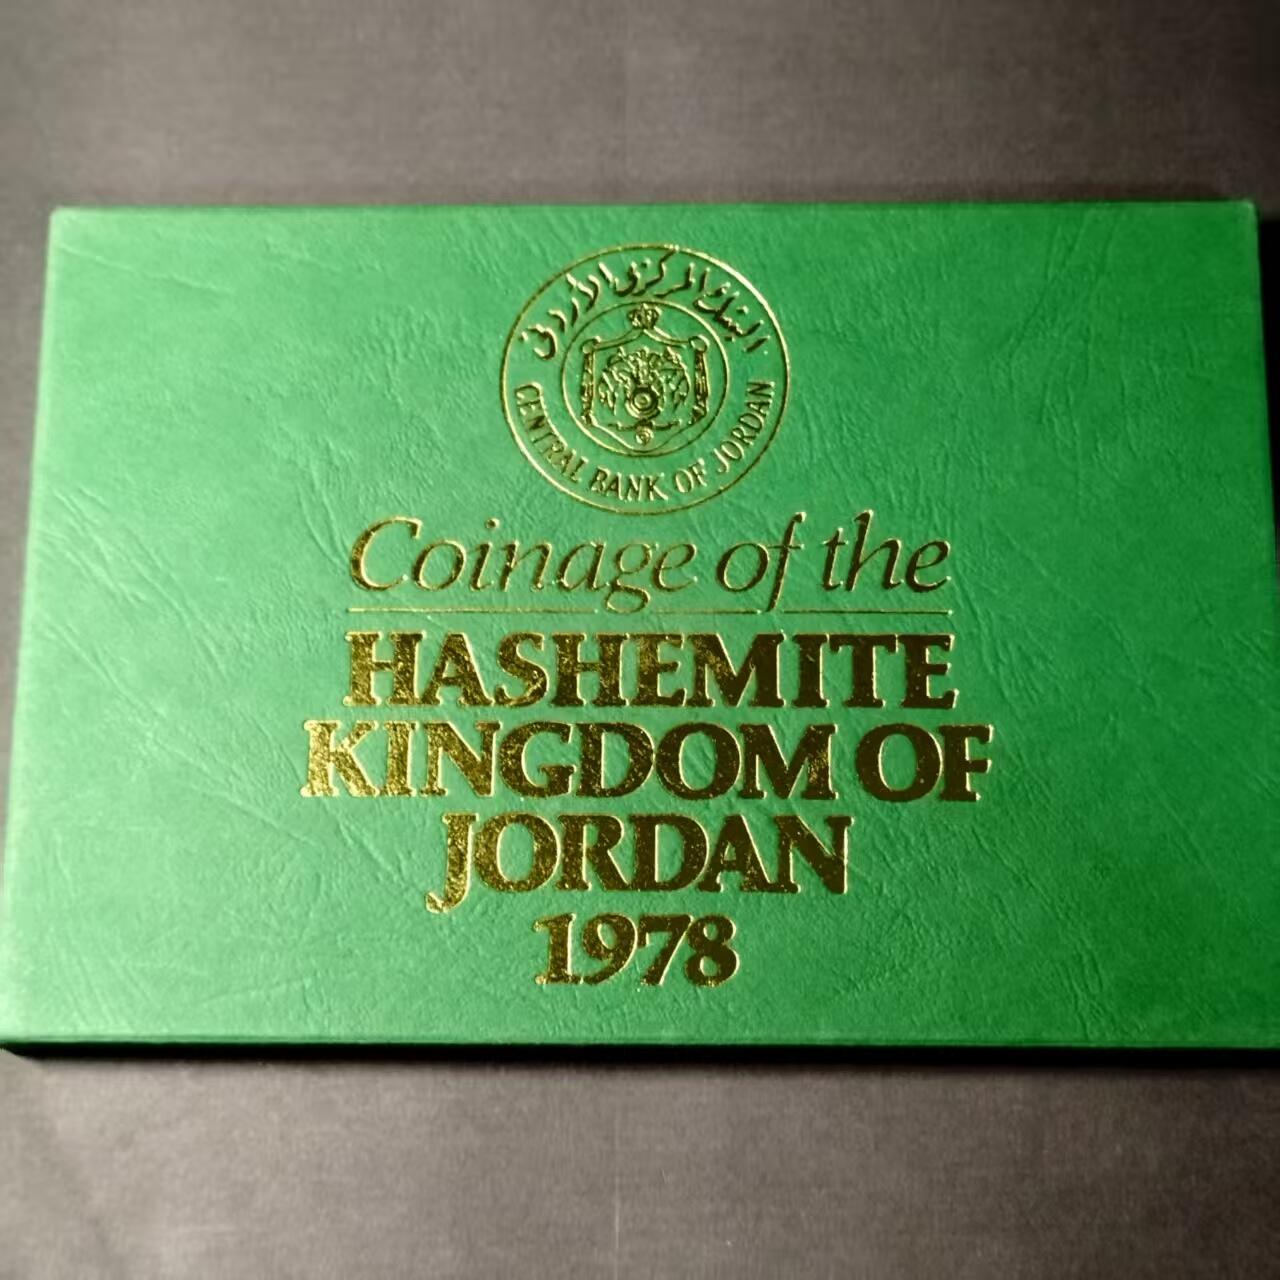 البنك المركزي الأردني
CENTRAL BANK OF JORDAN
Coinage of the
HASHEMITE
KINGDOM OF
JORDAN
1978